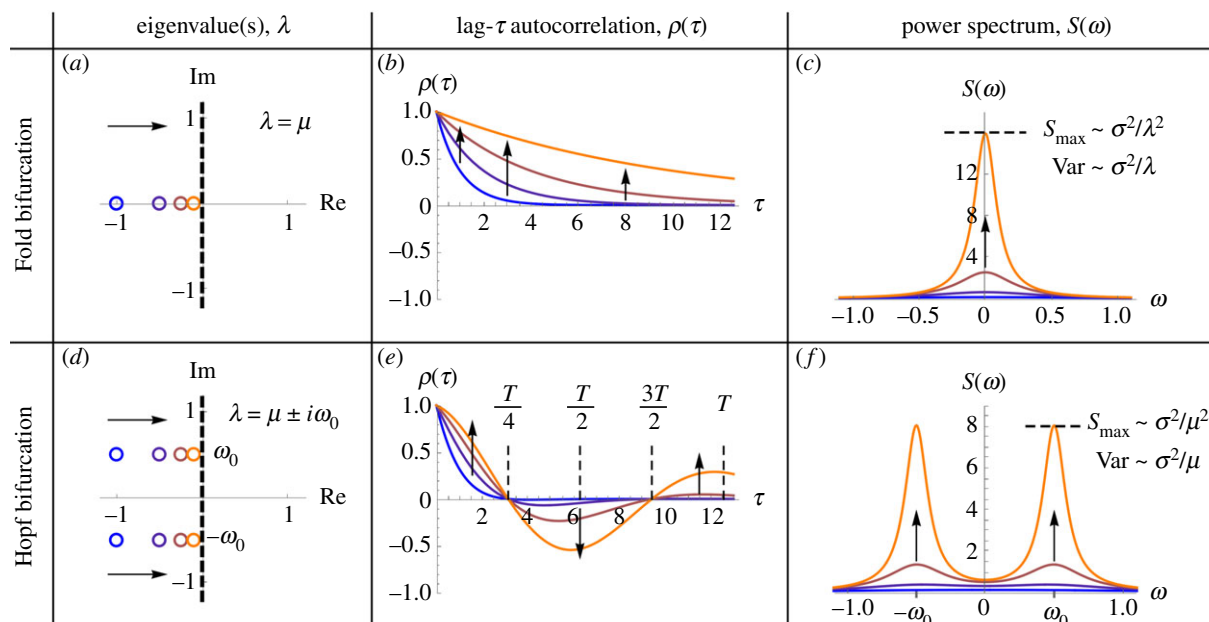 eigenvalue(s), λ
lag-τ autocorrelation, ρ(τ)
power spectrum, S(ω)
Fold bifurcation
(a)
Im
1
λ = μ
−1
1
Re
−1
(b)
ρ(τ)
1.0
0.5
0
2
4
6
8
10
12
τ
−0.5
−1.0
(c)
S(ω)
S_max ~ σ²/λ²
Var ~ σ²/λ
12
8
4
−1.0
−0.5
0
0.5
1.0
ω
Hopf bifurcation
(d)
Im
1
λ = μ ± iω₀
ω₀
−1
1
Re
−ω₀
−1
(e)
ρ(τ)
T/4
T/2
3T/2
T
1.0
0.5
0
2
4
6
8
10
12
τ
−0.5
−1.0
(f)
S(ω)
8
S_max ~ σ²/μ²
Var ~ σ²/μ
6
4
2
−1.0
−ω₀
0
ω₀
1.0
ω